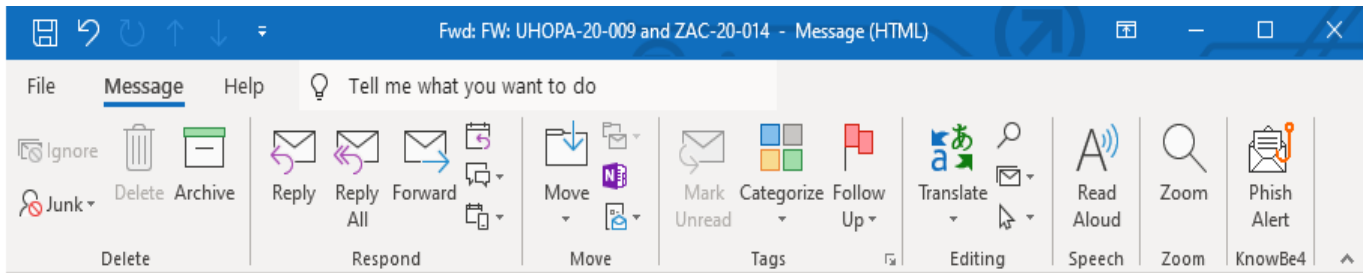 Fwd: FW: UHOPA-20-009 and ZAC-20-014 - Message (HTML)
File Message Help Tell me what you want to do
Ignore
Junk
Delete Archive
Reply Reply All Forward
Move
N
Mark Unread Categorize Follow Up
あ
a
Translate
A
Read Aloud
Zoom
Phish Alert
Delete Respond Move Tags Editing Speech Zoom KnowBe4